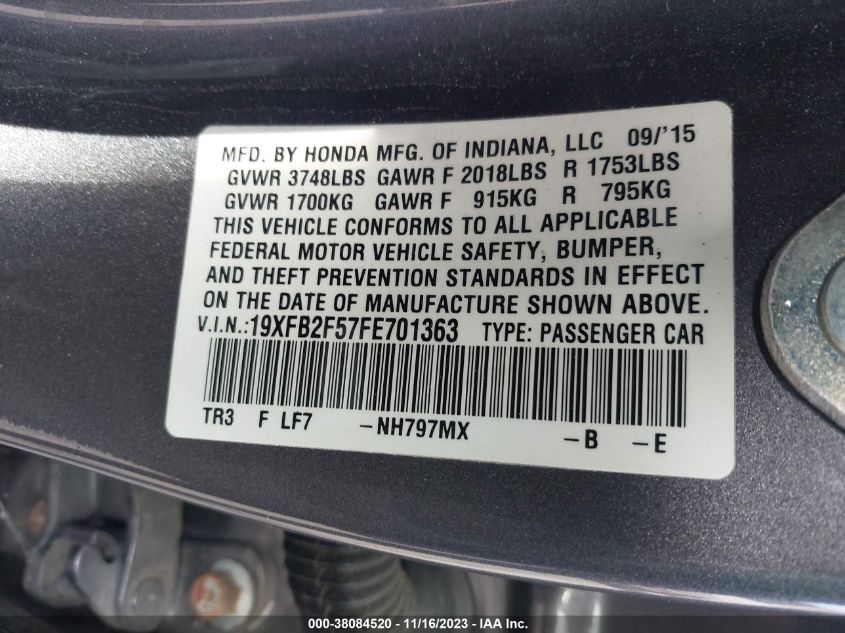 MFD. BY HONDA MFG. OF INDIANA, LLC 09/'15
GVWR 3748LBS GAWR F 2018LBS R 1753LBS
GVWR 1700KG GAWR F 915KG R 795KG
THIS VEHICLE CONFORMS TO ALL APPLICABLE
FEDERAL MOTOR VEHICLE SAFETY, BUMPER,
AND THEFT PREVENTION STANDARDS IN EFFECT
ON THE DATE OF MANUFACTURE SHOWN ABOVE.
V.I.N.:19XFB2F57FE701363 TYPE: PASSENGER CAR
TR3 F LF7 -NH797MX -B -E
000-38084520 - 11/16/2023 - IAA Inc.